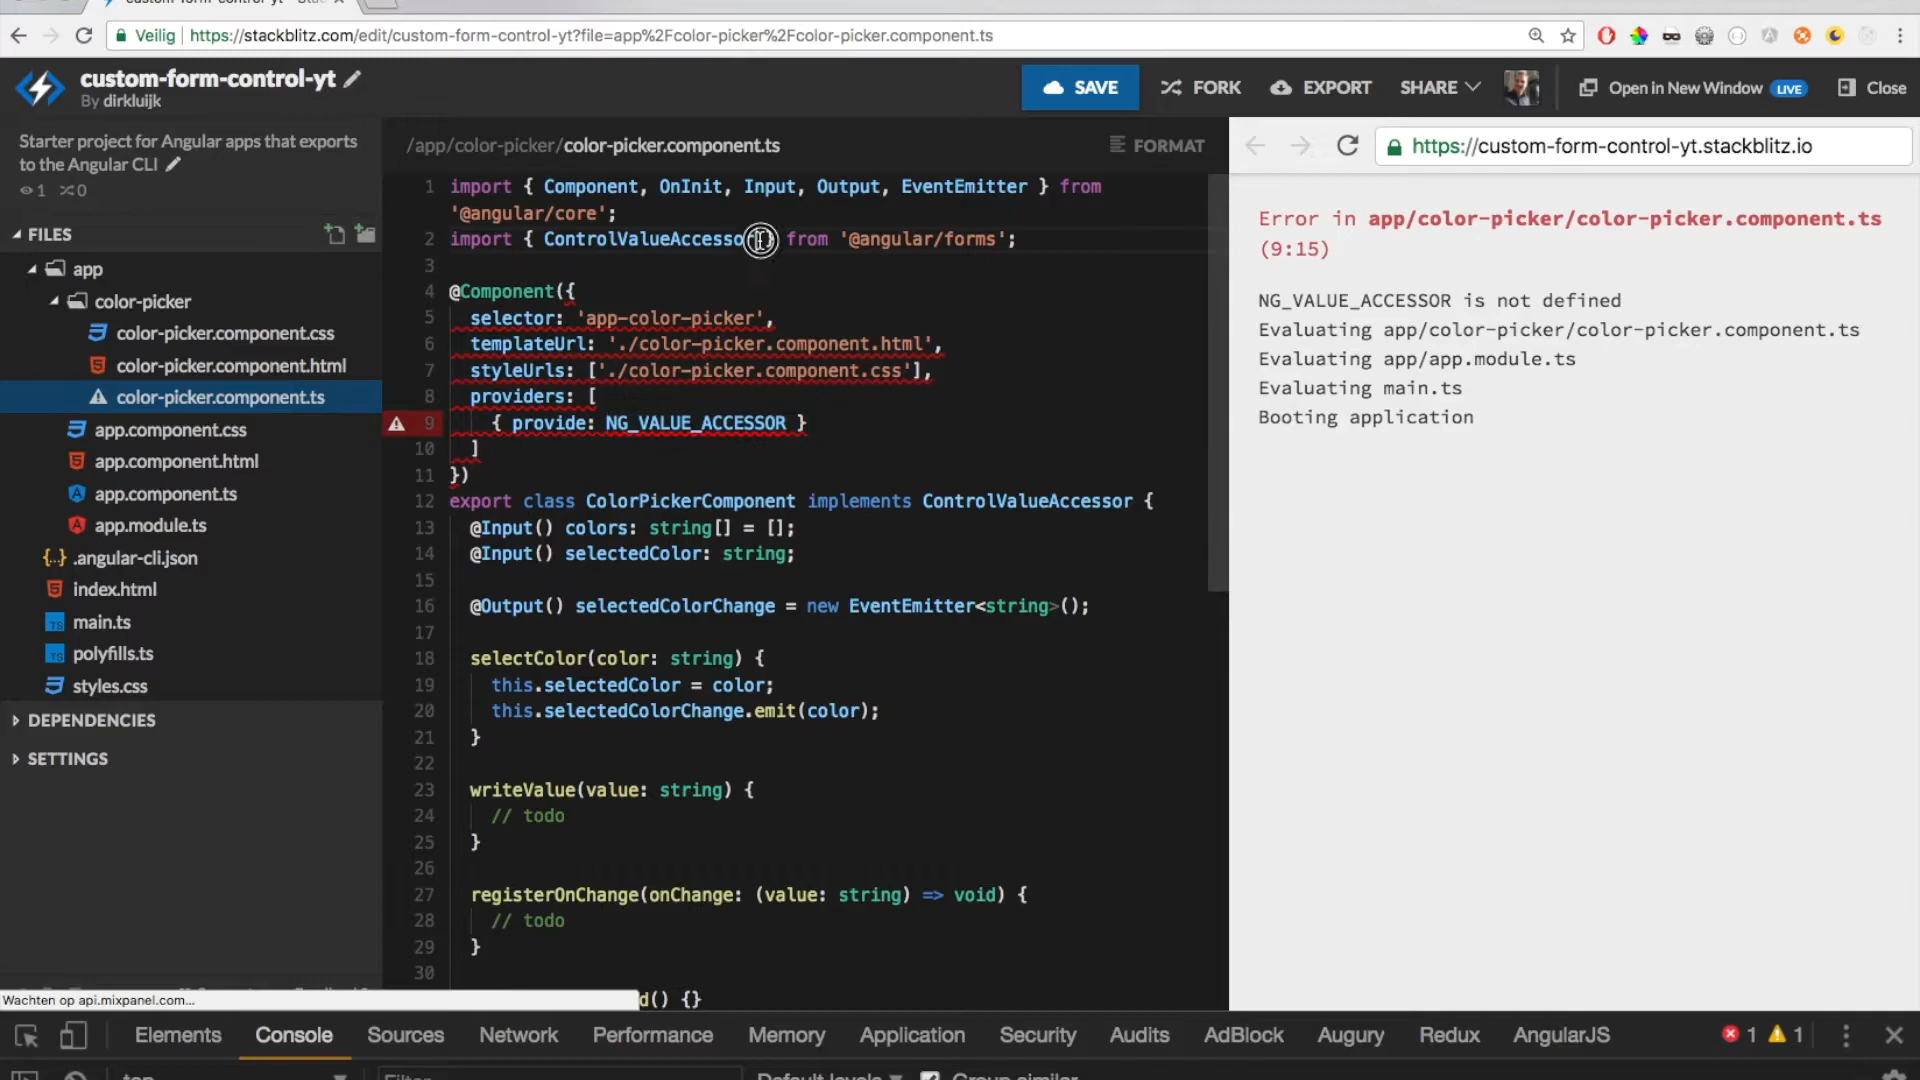 Veilig https://stackblitz.com/edit/custom-form-control-yt?file=app%2Fcolor-picker%2Fcolor-picker.component.ts
custom-form-control-yt
By dirkluijk
SAVE
FORK
EXPORT
SHARE
Open in New Window LIVE
Close
Starter project for Angular apps that exports
to the Angular CLI
1 0
FILES
app
color-picker
color-picker.component.css
color-picker.component.html
color-picker.component.ts
app.component.css
app.component.html
app.component.ts
app.module.ts
.angular-cli.json
index.html
main.ts
polyfills.ts
styles.css
DEPENDENCIES
SETTINGS
/app/color-picker/color-picker.component.ts
FORMAT
1 import { Component, OnInit, Input, Output, EventEmitter } from
'@angular/core';
2 import { ControlValueAccessor } from '@angular/forms';
3
4 @Component({
5 selector: 'app-color-picker',
6 templateUrl: './color-picker.component.html',
7 styleUrls: ['./color-picker.component.css'],
8 providers: [
9 { provide: NG_VALUE_ACCESSOR }
10 ]
11 })
12 export class ColorPickerComponent implements ControlValueAccessor {
13 @Input() colors: string[] = [];
14 @Input() selectedColor: string;
15
16 @Output() selectedColorChange = new EventEmitter<string>();
17
18 selectColor(color: string) {
19 this.selectedColor = color;
20 this.selectedColorChange.emit(color);
21 }
22
23 writeValue(value: string) {
24 // todo
25 }
26
27 registerOnChange(onChange: (value: string) => void) {
28 // todo
29 }
30
d() {}
https://custom-form-control-yt.stackblitz.io
Error in app/color-picker/color-picker.component.ts
(9:15)
NG_VALUE_ACCESSOR is not defined
Evaluating app/color-picker/color-picker.component.ts
Evaluating app/app.module.ts
Evaluating main.ts
Booting application
Wachten op api.mixpanel.com...
Elements Console Sources Network Performance Memory Application Security Audits AdBlock Augury Redux AngularJS 1 1
top Filter Default levels Group similar